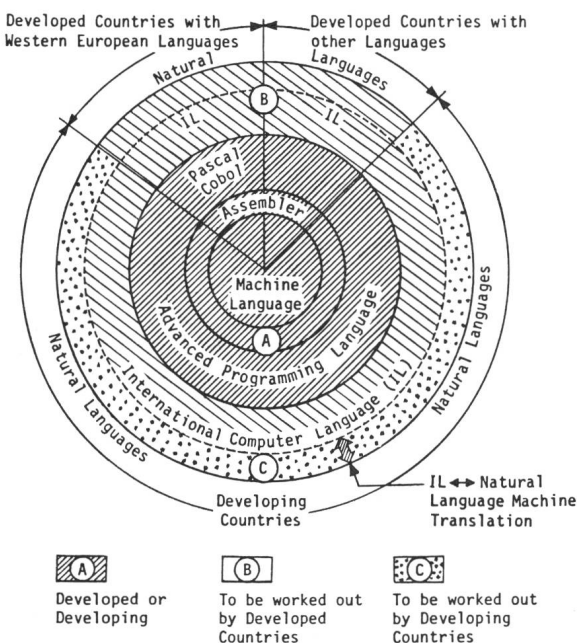 Developed Countries with
Western European Languages
Developed Countries with
other Languages
Natural
Languages
B
IL
IL
Pascal
Cobol
Assembler
Machine
Language
A
Advanced Programming Language
International Computer Language (IL)
Natural Languages
Natural Languages
C
Developing
Countries
IL ↔ Natural
Language Machine
Translation
A
Developed or
Developing
B
To be worked out
by Developed
Countries
C
To be worked out
by Developing
Countries